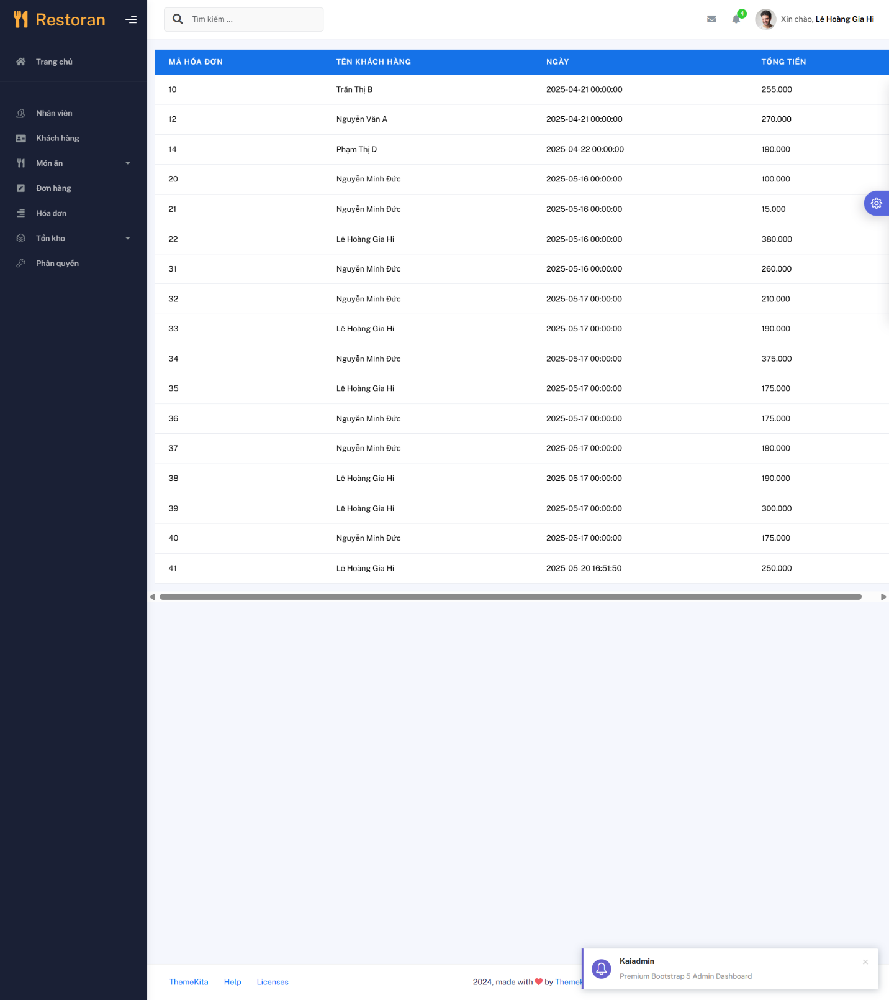 Restoran
Tìm kiếm ...
4
Xin chào, Lê Hoàng Gia Hi
Trang chủ
Nhân viên
Khách hàng
Món ăn
Đơn hàng
Hóa đơn
Tồn kho
Phân quyền
MÃ HÓA ĐƠN TÊN KHÁCH HÀNG NGÀY TỔNG TIỀN
10 Trần Thị B 2025-04-21 00:00:00 255.000
12 Nguyễn Văn A 2025-04-21 00:00:00 270.000
14 Phạm Thị D 2025-04-22 00:00:00 190.000
20 Nguyễn Minh Đức 2025-05-16 00:00:00 100.000
21 Nguyễn Minh Đức 2025-05-16 00:00:00 15.000
22 Lê Hoàng Gia Hi 2025-05-16 00:00:00 380.000
31 Nguyễn Minh Đức 2025-05-16 00:00:00 260.000
32 Nguyễn Minh Đức 2025-05-17 00:00:00 210.000
33 Lê Hoàng Gia Hi 2025-05-17 00:00:00 190.000
34 Nguyễn Minh Đức 2025-05-17 00:00:00 375.000
35 Lê Hoàng Gia Hi 2025-05-17 00:00:00 175.000
36 Nguyễn Minh Đức 2025-05-17 00:00:00 175.000
37 Nguyễn Minh Đức 2025-05-17 00:00:00 190.000
38 Lê Hoàng Gia Hi 2025-05-17 00:00:00 190.000
39 Lê Hoàng Gia Hi 2025-05-17 00:00:00 300.000
40 Nguyễn Minh Đức 2025-05-17 00:00:00 175.000
41 Lê Hoàng Gia Hi 2025-05-20 16:51:50 250.000
Kaiadmin
Premium Bootstrap 5 Admin Dashboard
ThemeKita Help Licenses
2024, made with by